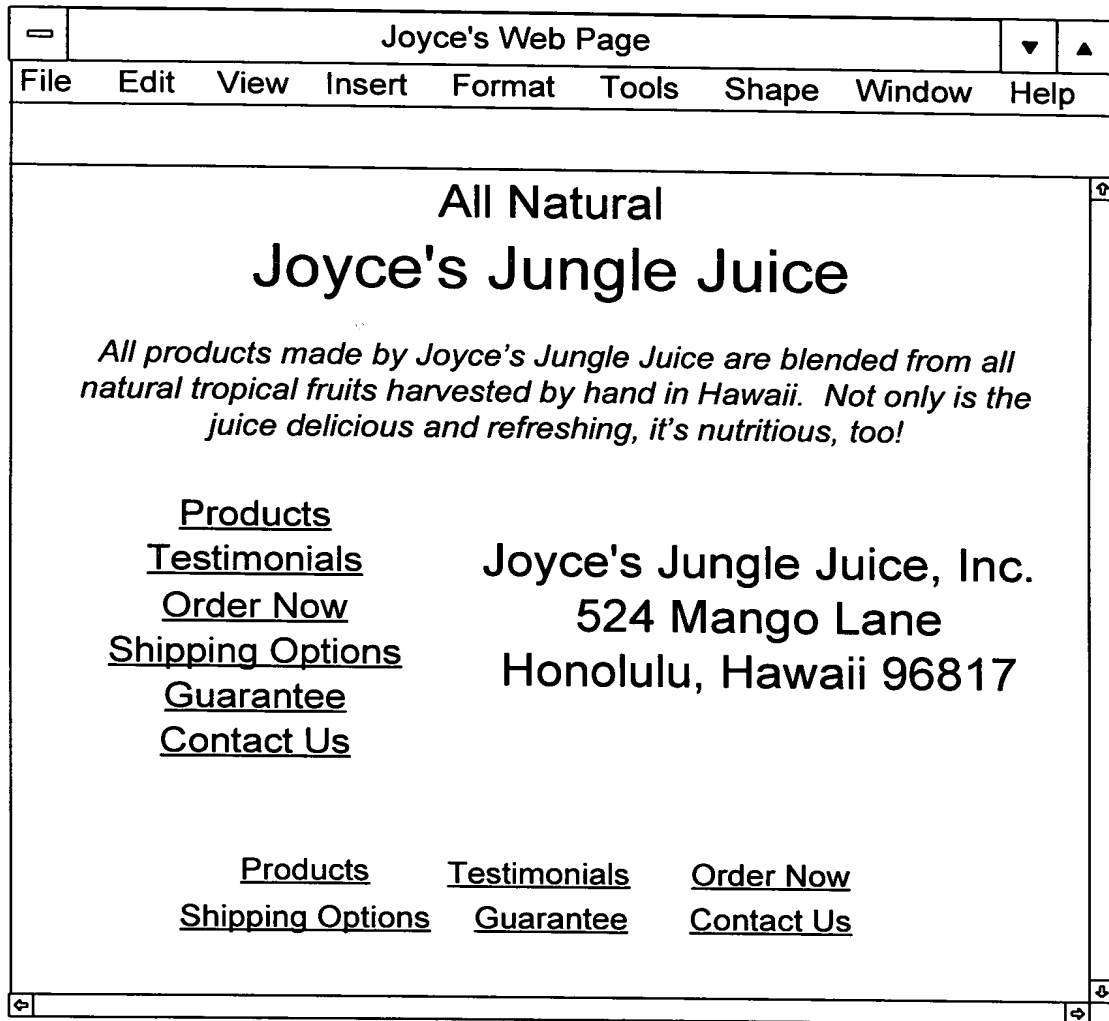 Joyce's Web Page
File Edit View Insert Format Tools Shape Window Help
All Natural
Joyce's Jungle Juice
All products made by Joyce's Jungle Juice are blended from all
natural tropical fruits harvested by hand in Hawaii.  Not only is the
juice delicious and refreshing, it's nutritious, too!
Products
Testimonials
Order Now
Shipping Options
Guarantee
Contact Us
Joyce's Jungle Juice, Inc.
524 Mango Lane
Honolulu, Hawaii 96817
Products Testimonials Order Now
Shipping Options Guarantee Contact Us